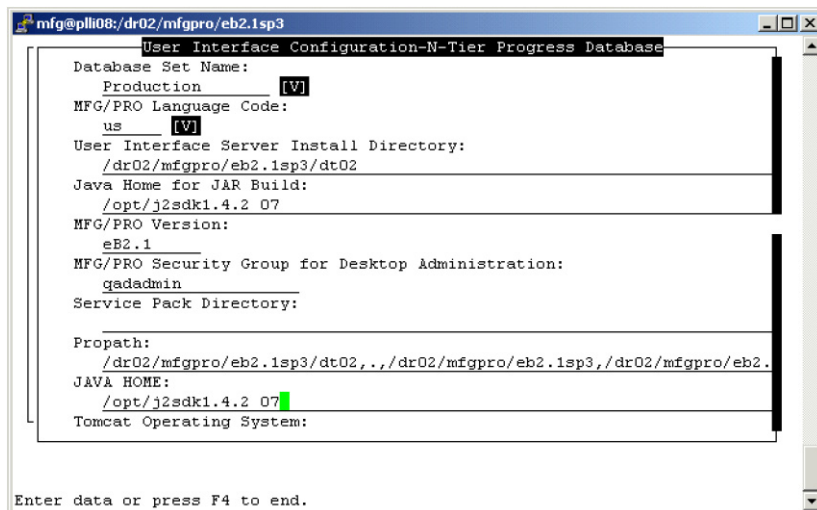 mfg@plli08:/dr02/mfgpro/eb2.1sp3
User Interface Configuration-N-Tier Progress Database
Database Set Name:
Production [V]
MFG/PRO Language Code:
us [V]
User Interface Server Install Directory:
/dr02/mfgpro/eb2.1sp3/dt02
Java Home for JAR Build:
/opt/j2sdk1.4.2_07
MFG/PRO Version:
eB2.1
MFG/PRO Security Group for Desktop Administration:
qadadmin
Service Pack Directory:
Propath:
/dr02/mfgpro/eb2.1sp3/dt02,.,/dr02/mfgpro/eb2.1sp3,/dr02/mfgpro/eb2.
JAVA HOME:
/opt/j2sdk1.4.2_07
Tomcat Operating System:
Enter data or press F4 to end.